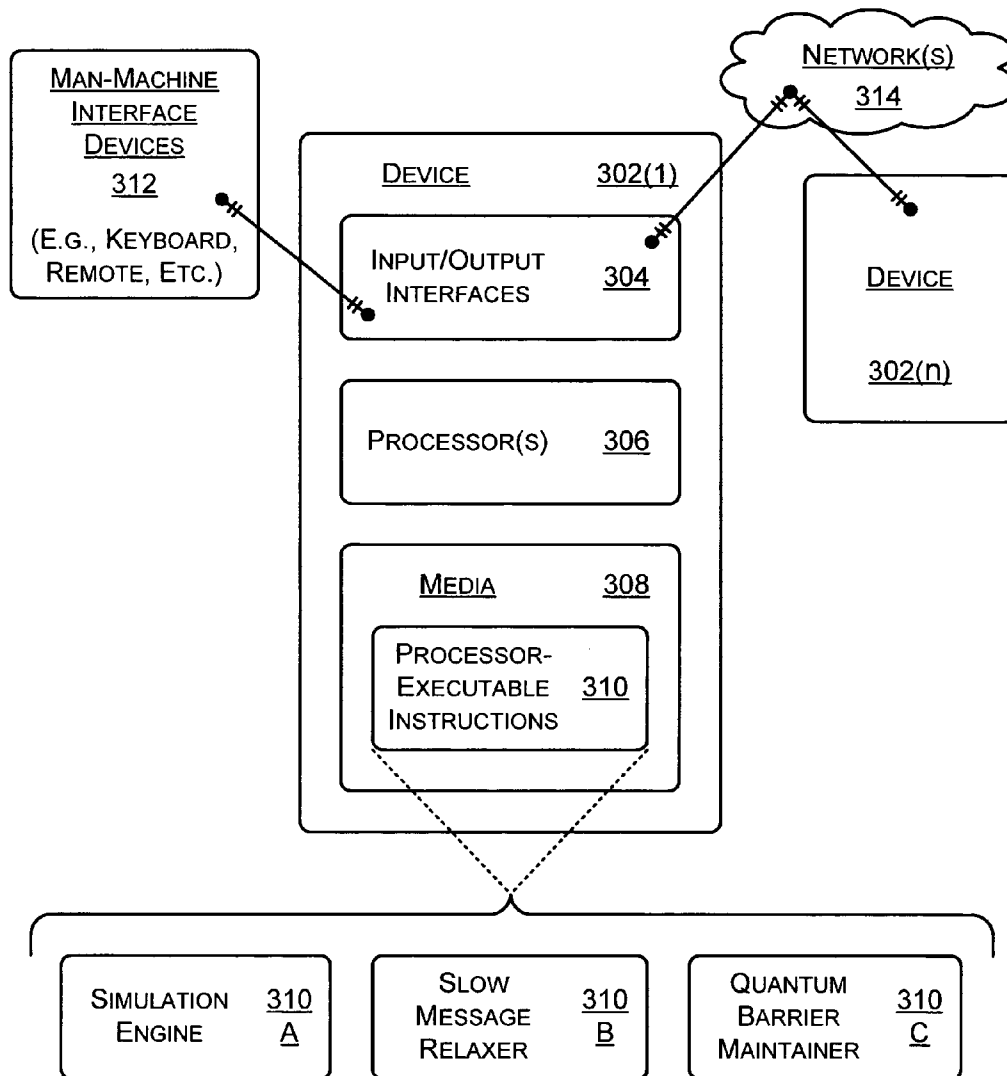 MAN-MACHINE
INTERFACE
DEVICES
312
(E.G., KEYBOARD,
REMOTE, ETC.)
NETWORK(S)
314
DEVICE 302(1)
INPUT/OUTPUT
INTERFACES
304
DEVICE
302(n)
PROCESSOR(S) 306
MEDIA 308
PROCESSOR-
EXECUTABLE
INSTRUCTIONS
310
SIMULATION
ENGINE
310
A
SLOW
MESSAGE
RELAXER
310
B
QUANTUM
BARRIER
MAINTAINER
310
C